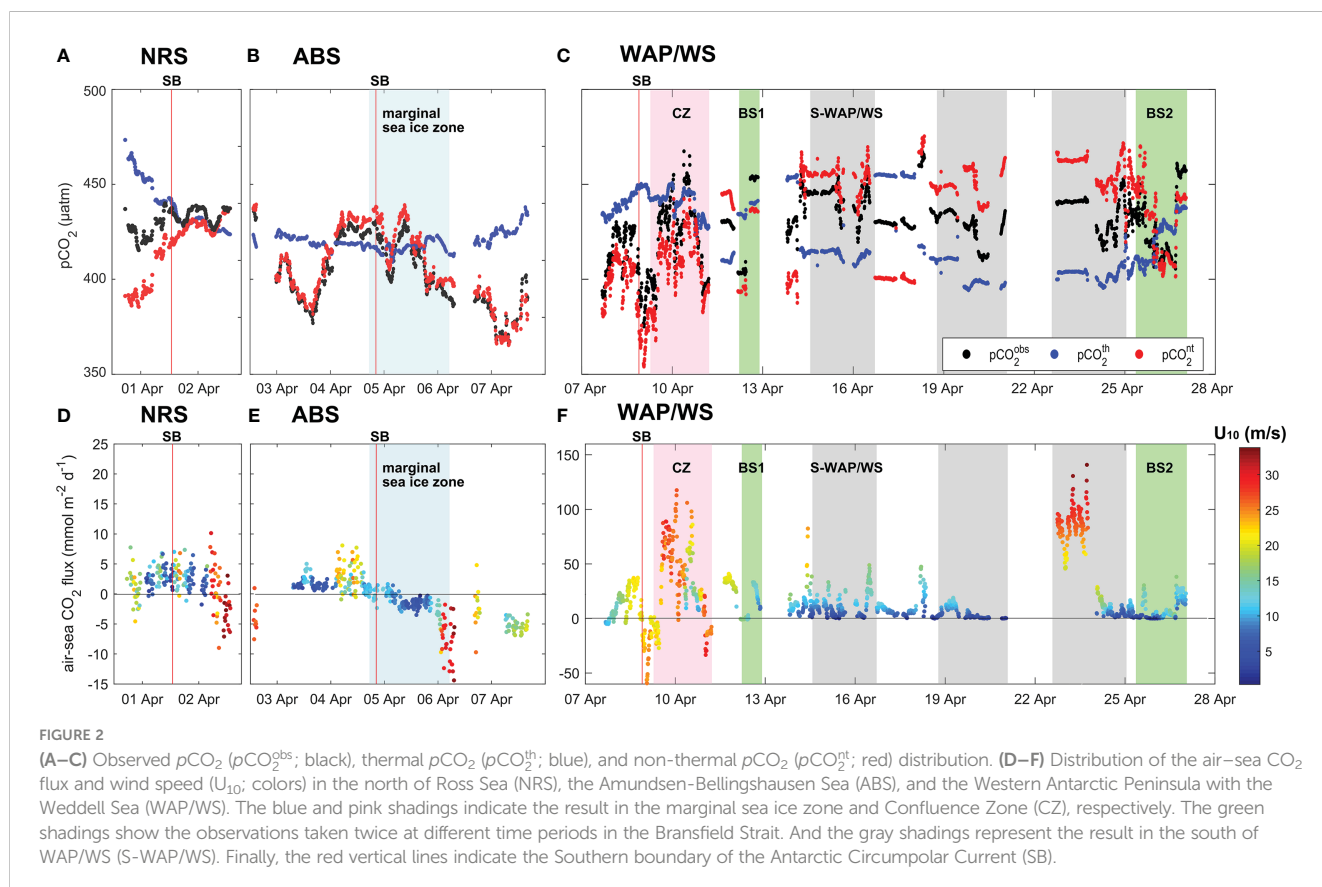 A NRS B ABS C WAP/WS
SB SB SB
500
450
400
350
pCO₂ (µatm)
marginal
sea ice zone
CZ BS1 S-WAP/WS BS2
pCO₂ᵒᵇˢ pCO₂ᵗʰ pCO₂ⁿᵗ
01 Apr 02 Apr 03 Apr 04 Apr 05 Apr 06 Apr 07 Apr 07 Apr 10 Apr 13 Apr 16 Apr 19 Apr 22 Apr 25 Apr 28 Apr
D NRS E ABS F WAP/WS
SB SB SB
25
20
15
10
5
0
-5
-10
-15
air-sea CO₂ flux (mmol m⁻² d⁻¹)
marginal
sea ice zone
150
100
50
0
-50
CZ BS1 S-WAP/WS BS2
U₁₀ (m/s)
30
25
20
15
10
5
01 Apr 02 Apr 03 Apr 04 Apr 05 Apr 06 Apr 07 Apr 07 Apr 10 Apr 13 Apr 16 Apr 19 Apr 22 Apr 25 Apr 28 Apr
FIGURE 2
(A–C) Observed pCO₂ (pCO₂ᵒᵇˢ; black), thermal pCO₂ (pCO₂ᵗʰ; blue), and non-thermal pCO₂ (pCO₂ⁿᵗ; red) distribution. (D–F) Distribution of the air–sea CO₂
flux and wind speed (U₁₀; colors) in the north of Ross Sea (NRS), the Amundsen-Bellingshausen Sea (ABS), and the Western Antarctic Peninsula with the
Weddell Sea (WAP/WS). The blue and pink shadings indicate the result in the marginal sea ice zone and Confluence Zone (CZ), respectively. The green
shadings show the observations taken twice at different time periods in the Bransfield Strait. And the gray shadings represent the result in the south of
WAP/WS (S-WAP/WS). Finally, the red vertical lines indicate the Southern boundary of the Antarctic Circumpolar Current (SB).